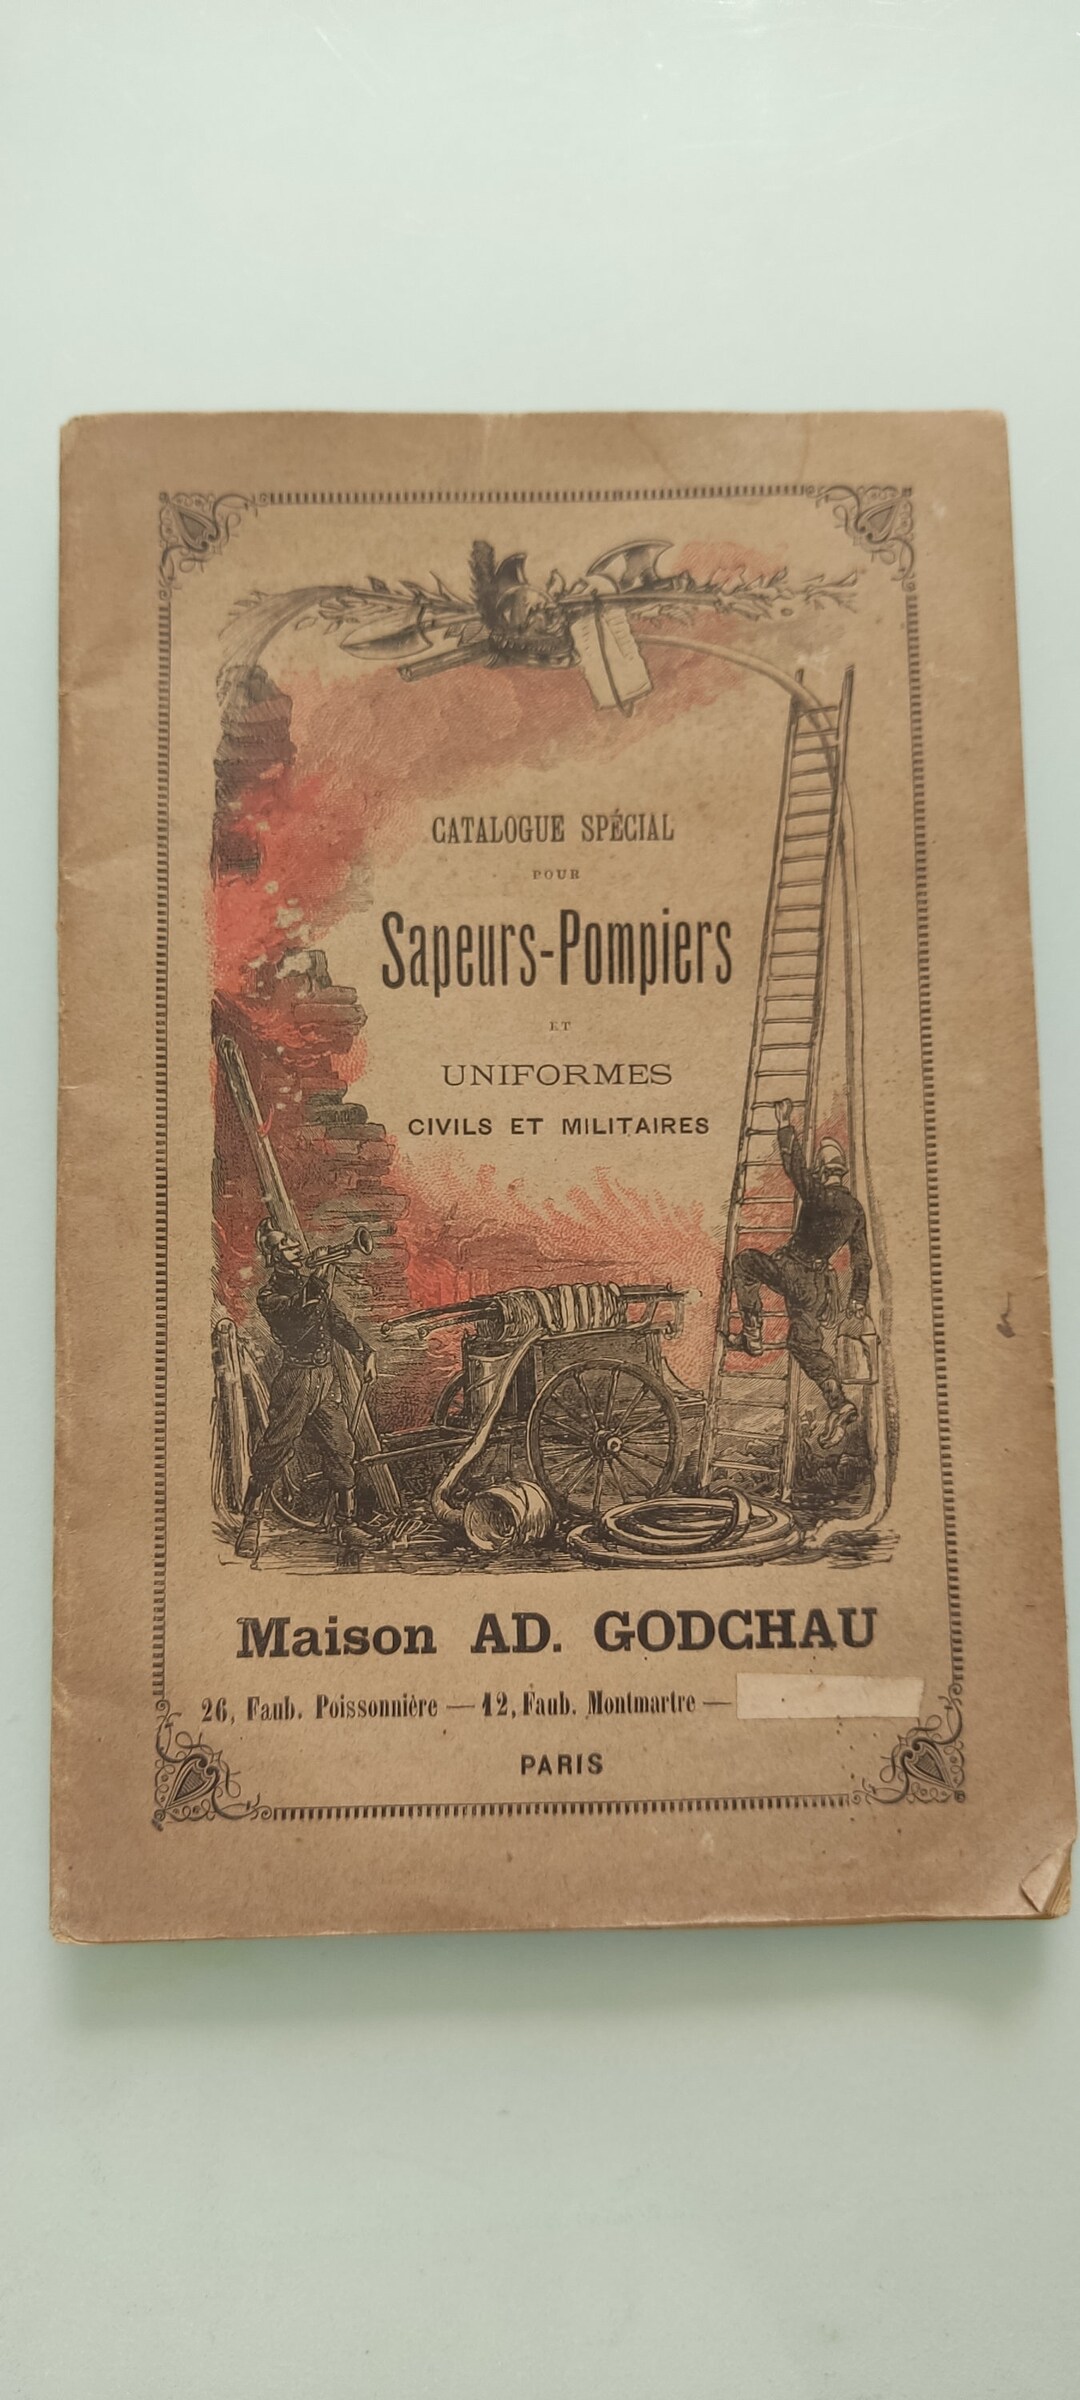 CATALOGUE SPÉCIAL
POUR
Sapeurs-Pompiers
ET
UNIFORMES
CIVILS ET MILITAIRES
Maison AD. GODCHAU
26, Faub. Poissonnière — 12, Faub. Montmartre —
PARIS